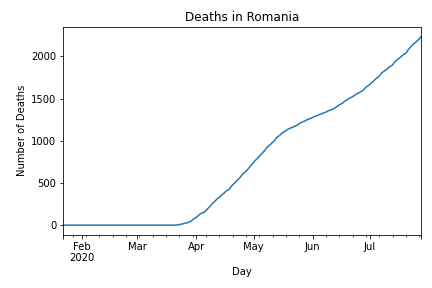 Deaths in Romania
Number of Deaths
2000
1500
1000
500
0
Feb
2020
Mar
Apr
May
Jun
Jul
Day